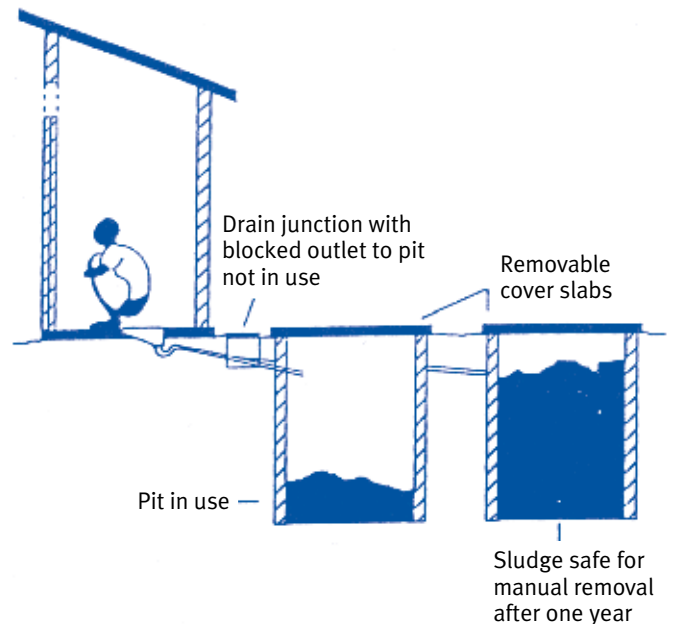 Drain junction with
blocked outlet to pit
not in use
Removable
cover slabs
Pit in use
Sludge safe for
manual removal
after one year